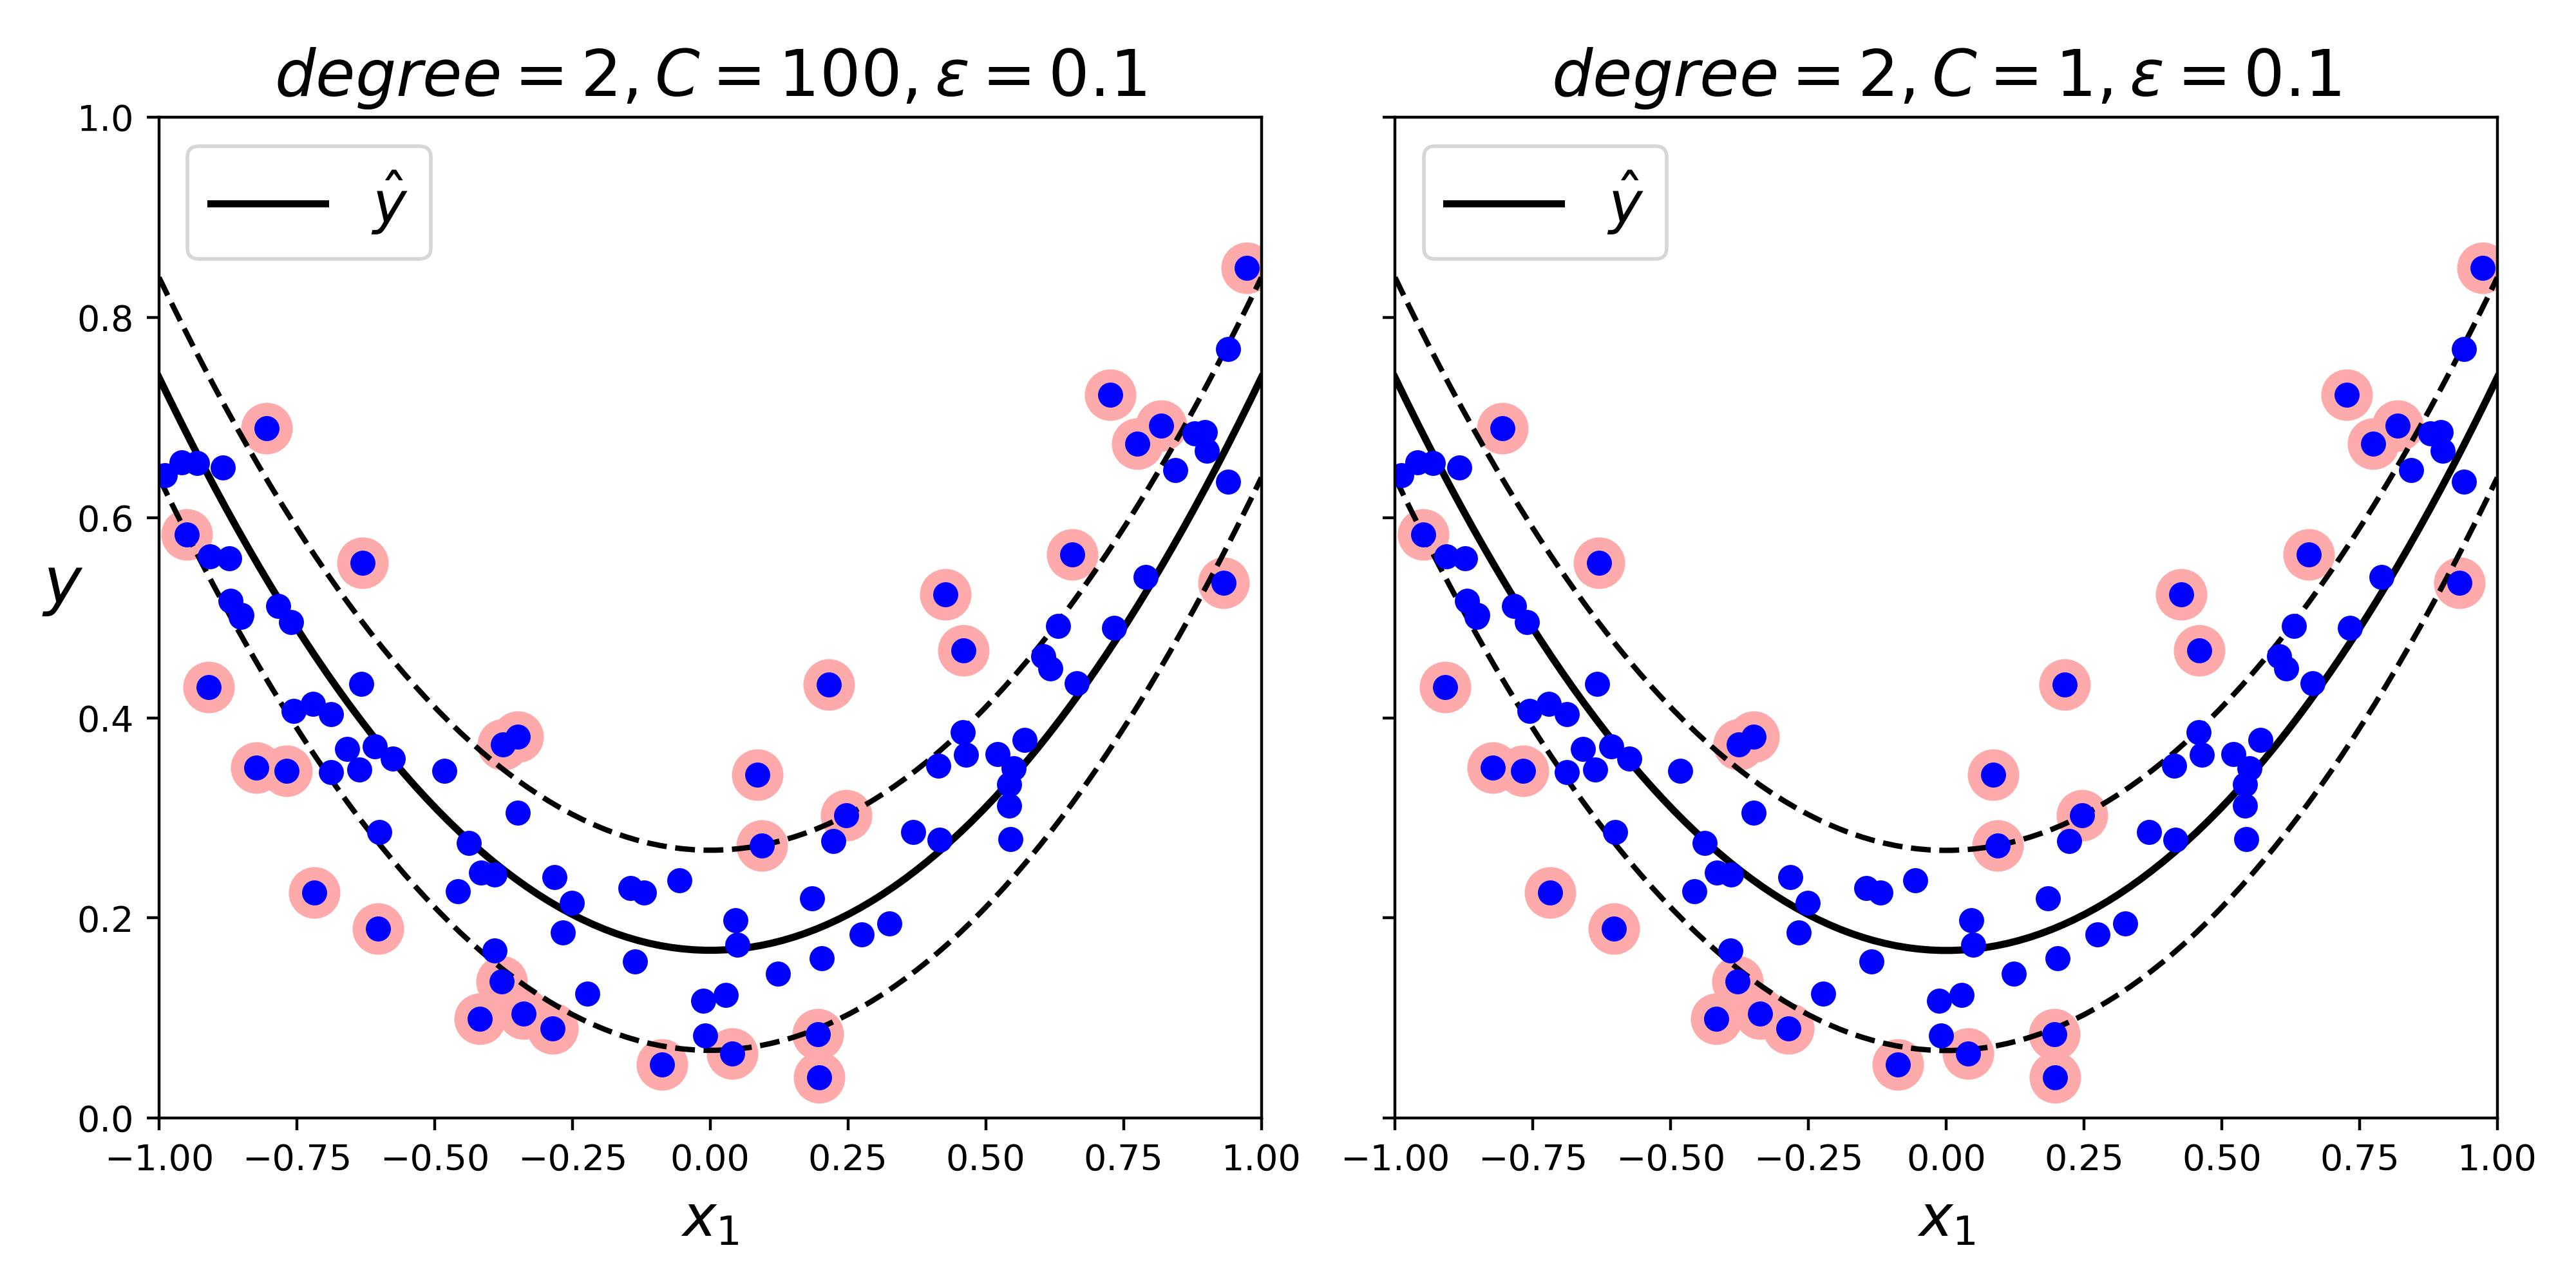 degree = 2, C = 100, ε = 0.1
degree = 2, C = 1, ε = 0.1
ŷ
ŷ
1.0
0.8
0.6
0.4
0.2
0.0
y
−1.00 −0.75 −0.50 −0.25 0.00 0.25 0.50 0.75 1.00
−1.00 −0.75 −0.50 −0.25 0.00 0.25 0.50 0.75 1.00
x₁
x₁